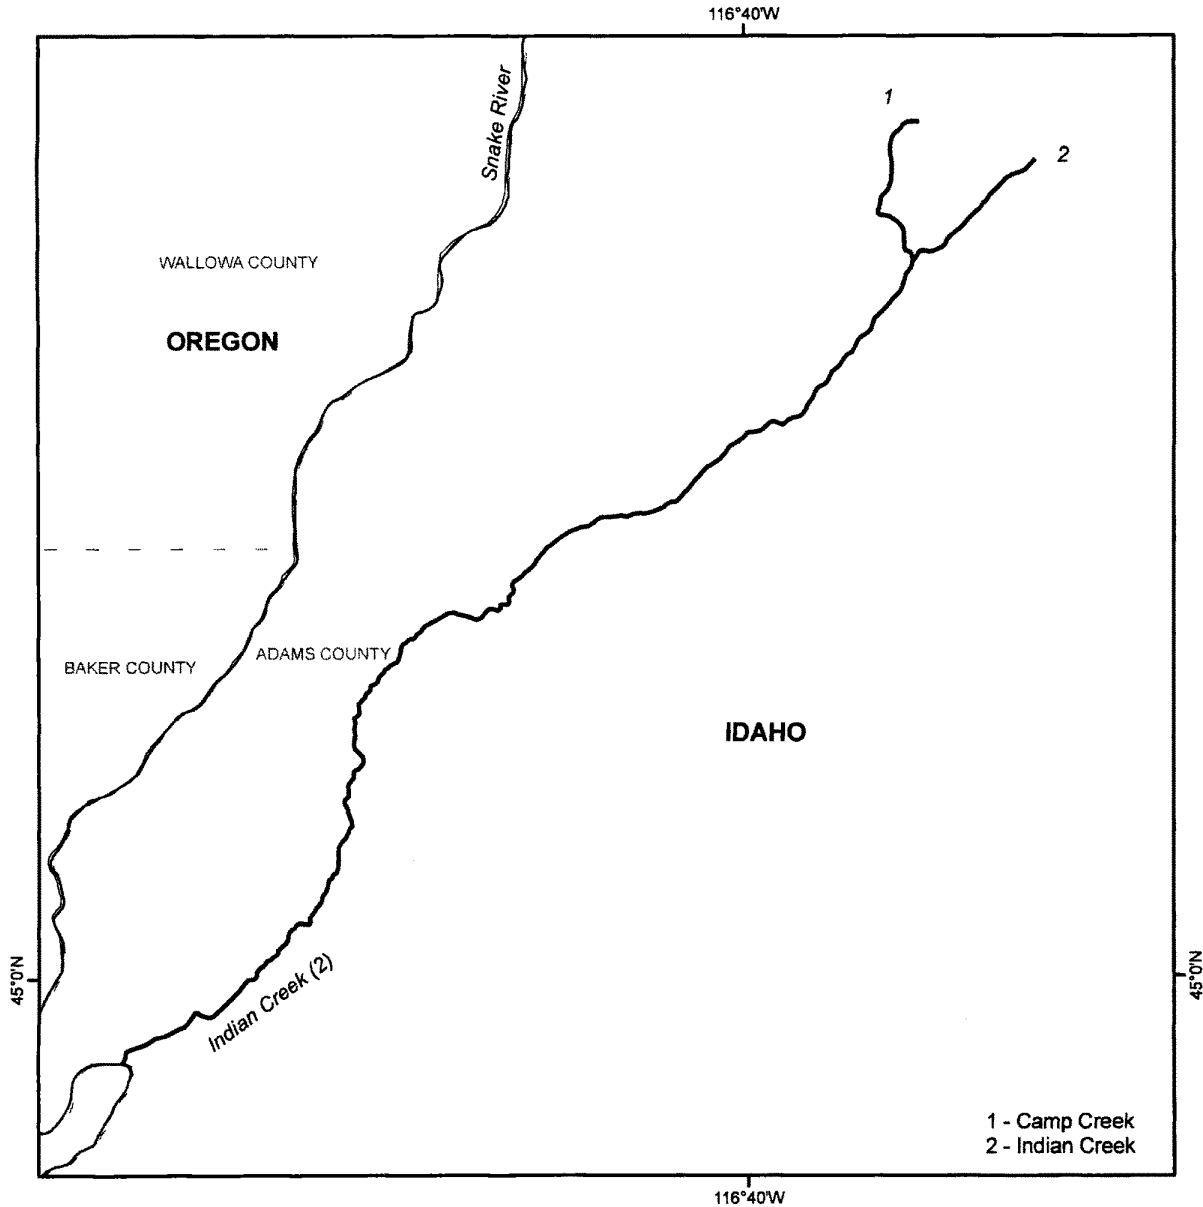 116°40'W
1
Snake River
2
WALLOWA COUNTY
OREGON
ADAMS COUNTY
BAKER COUNTY
IDAHO
45°0'N
45°0'N
Indian Creek (2)
1 - Camp Creek
2 - Indian Creek
116°40'W